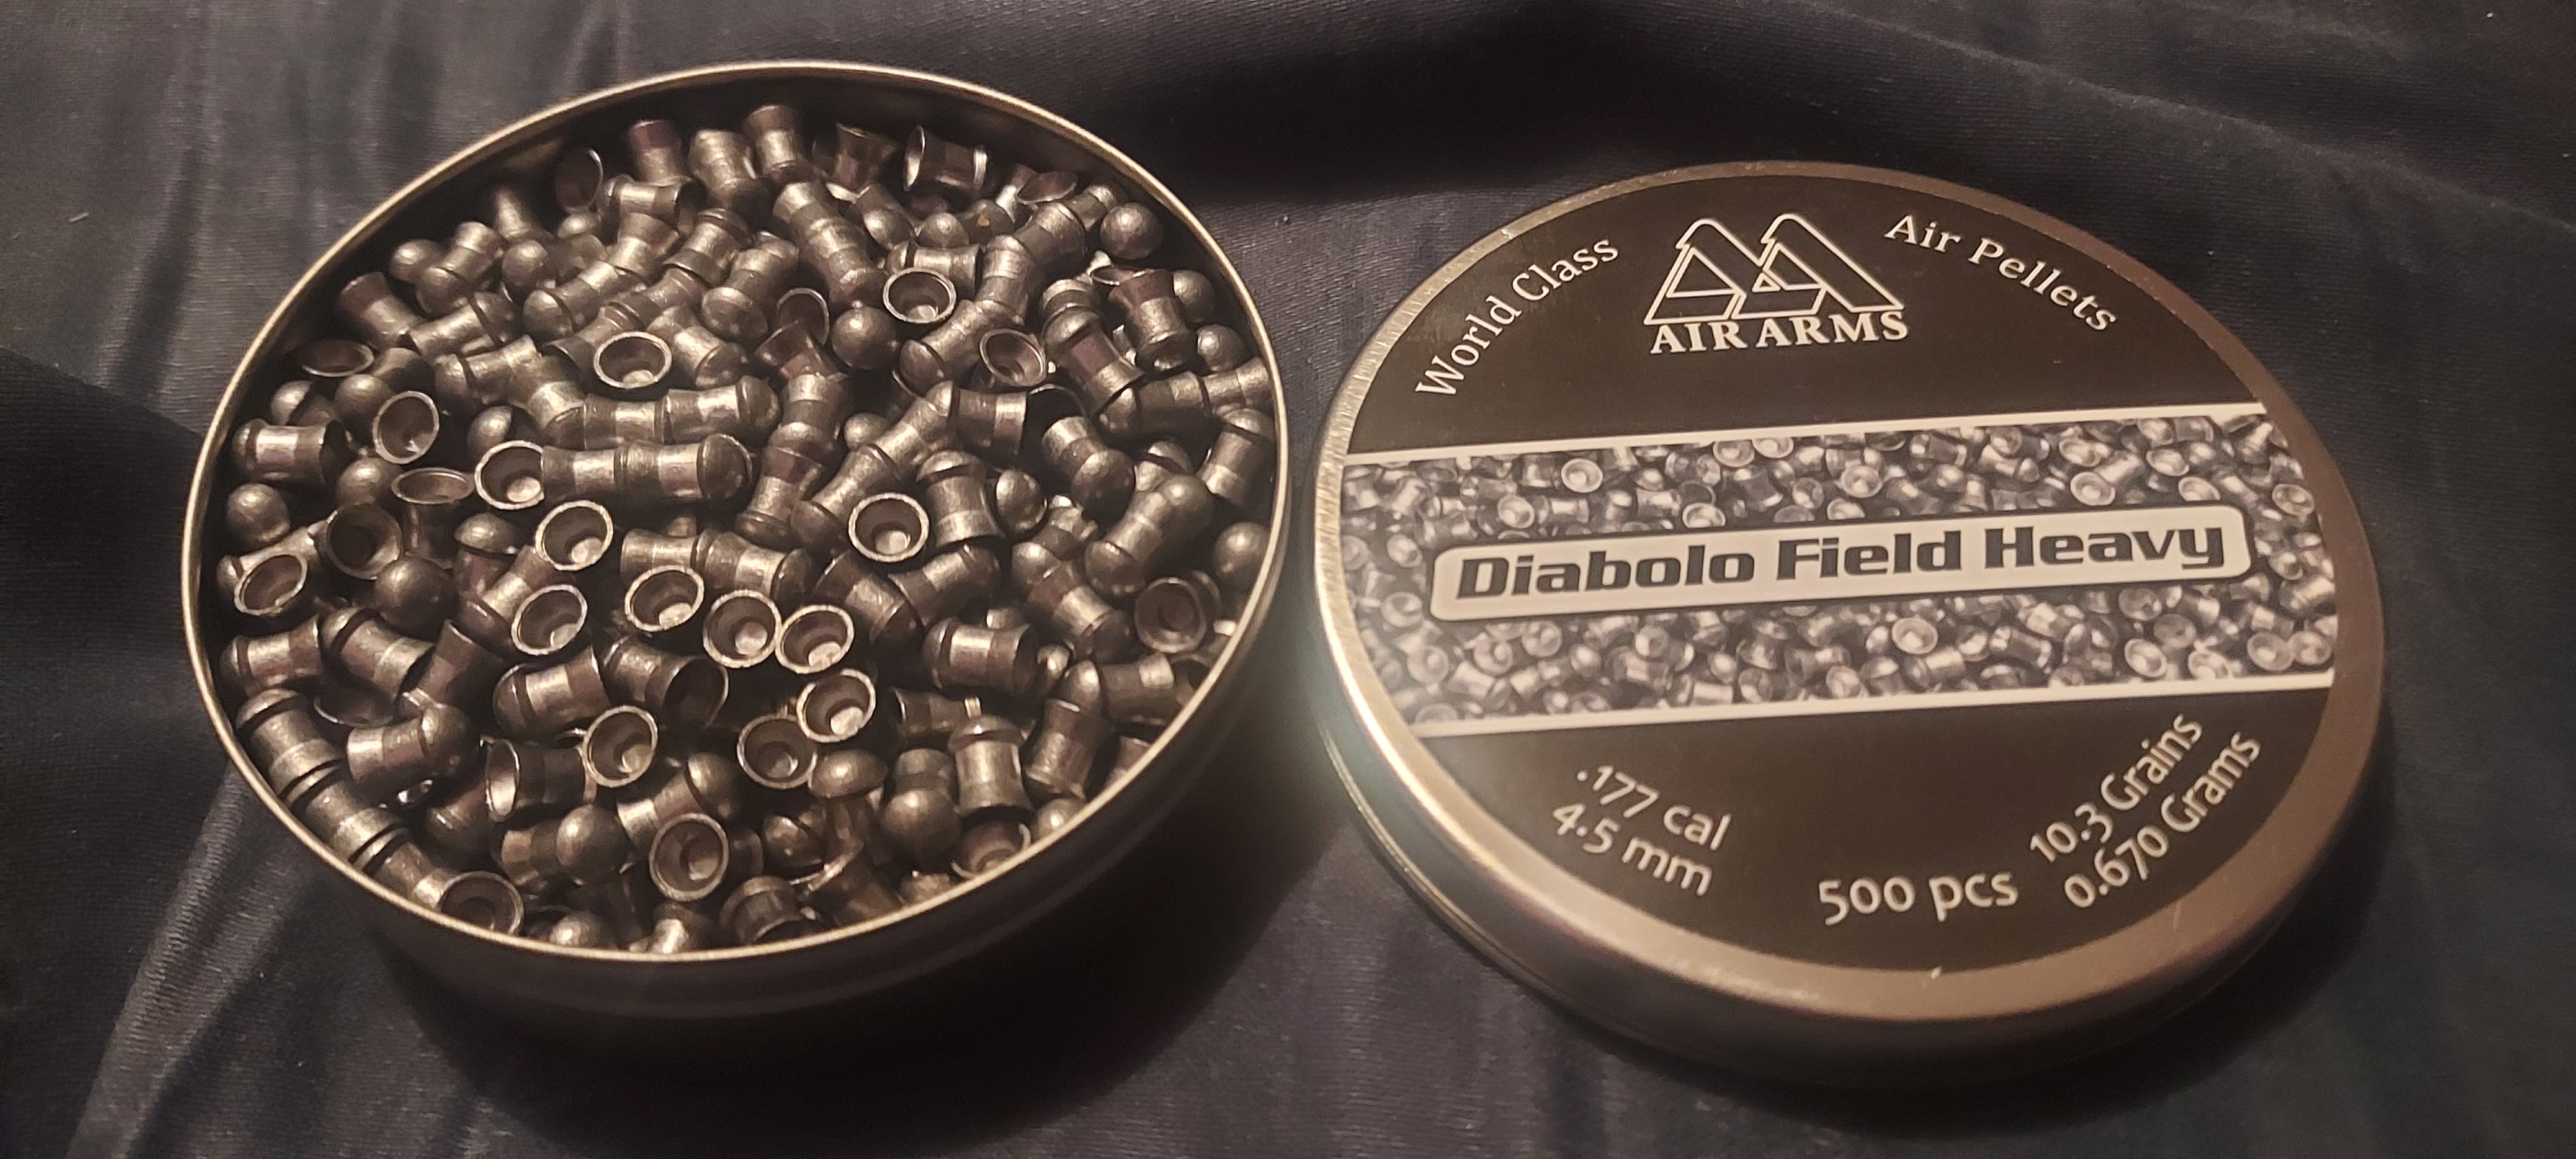 World Class
AIR ARMS
Air Pellets
Diabolo Field Heavy
.177 cal
4.5 mm
500 pcs
10.3 Grains
0.670 Grams